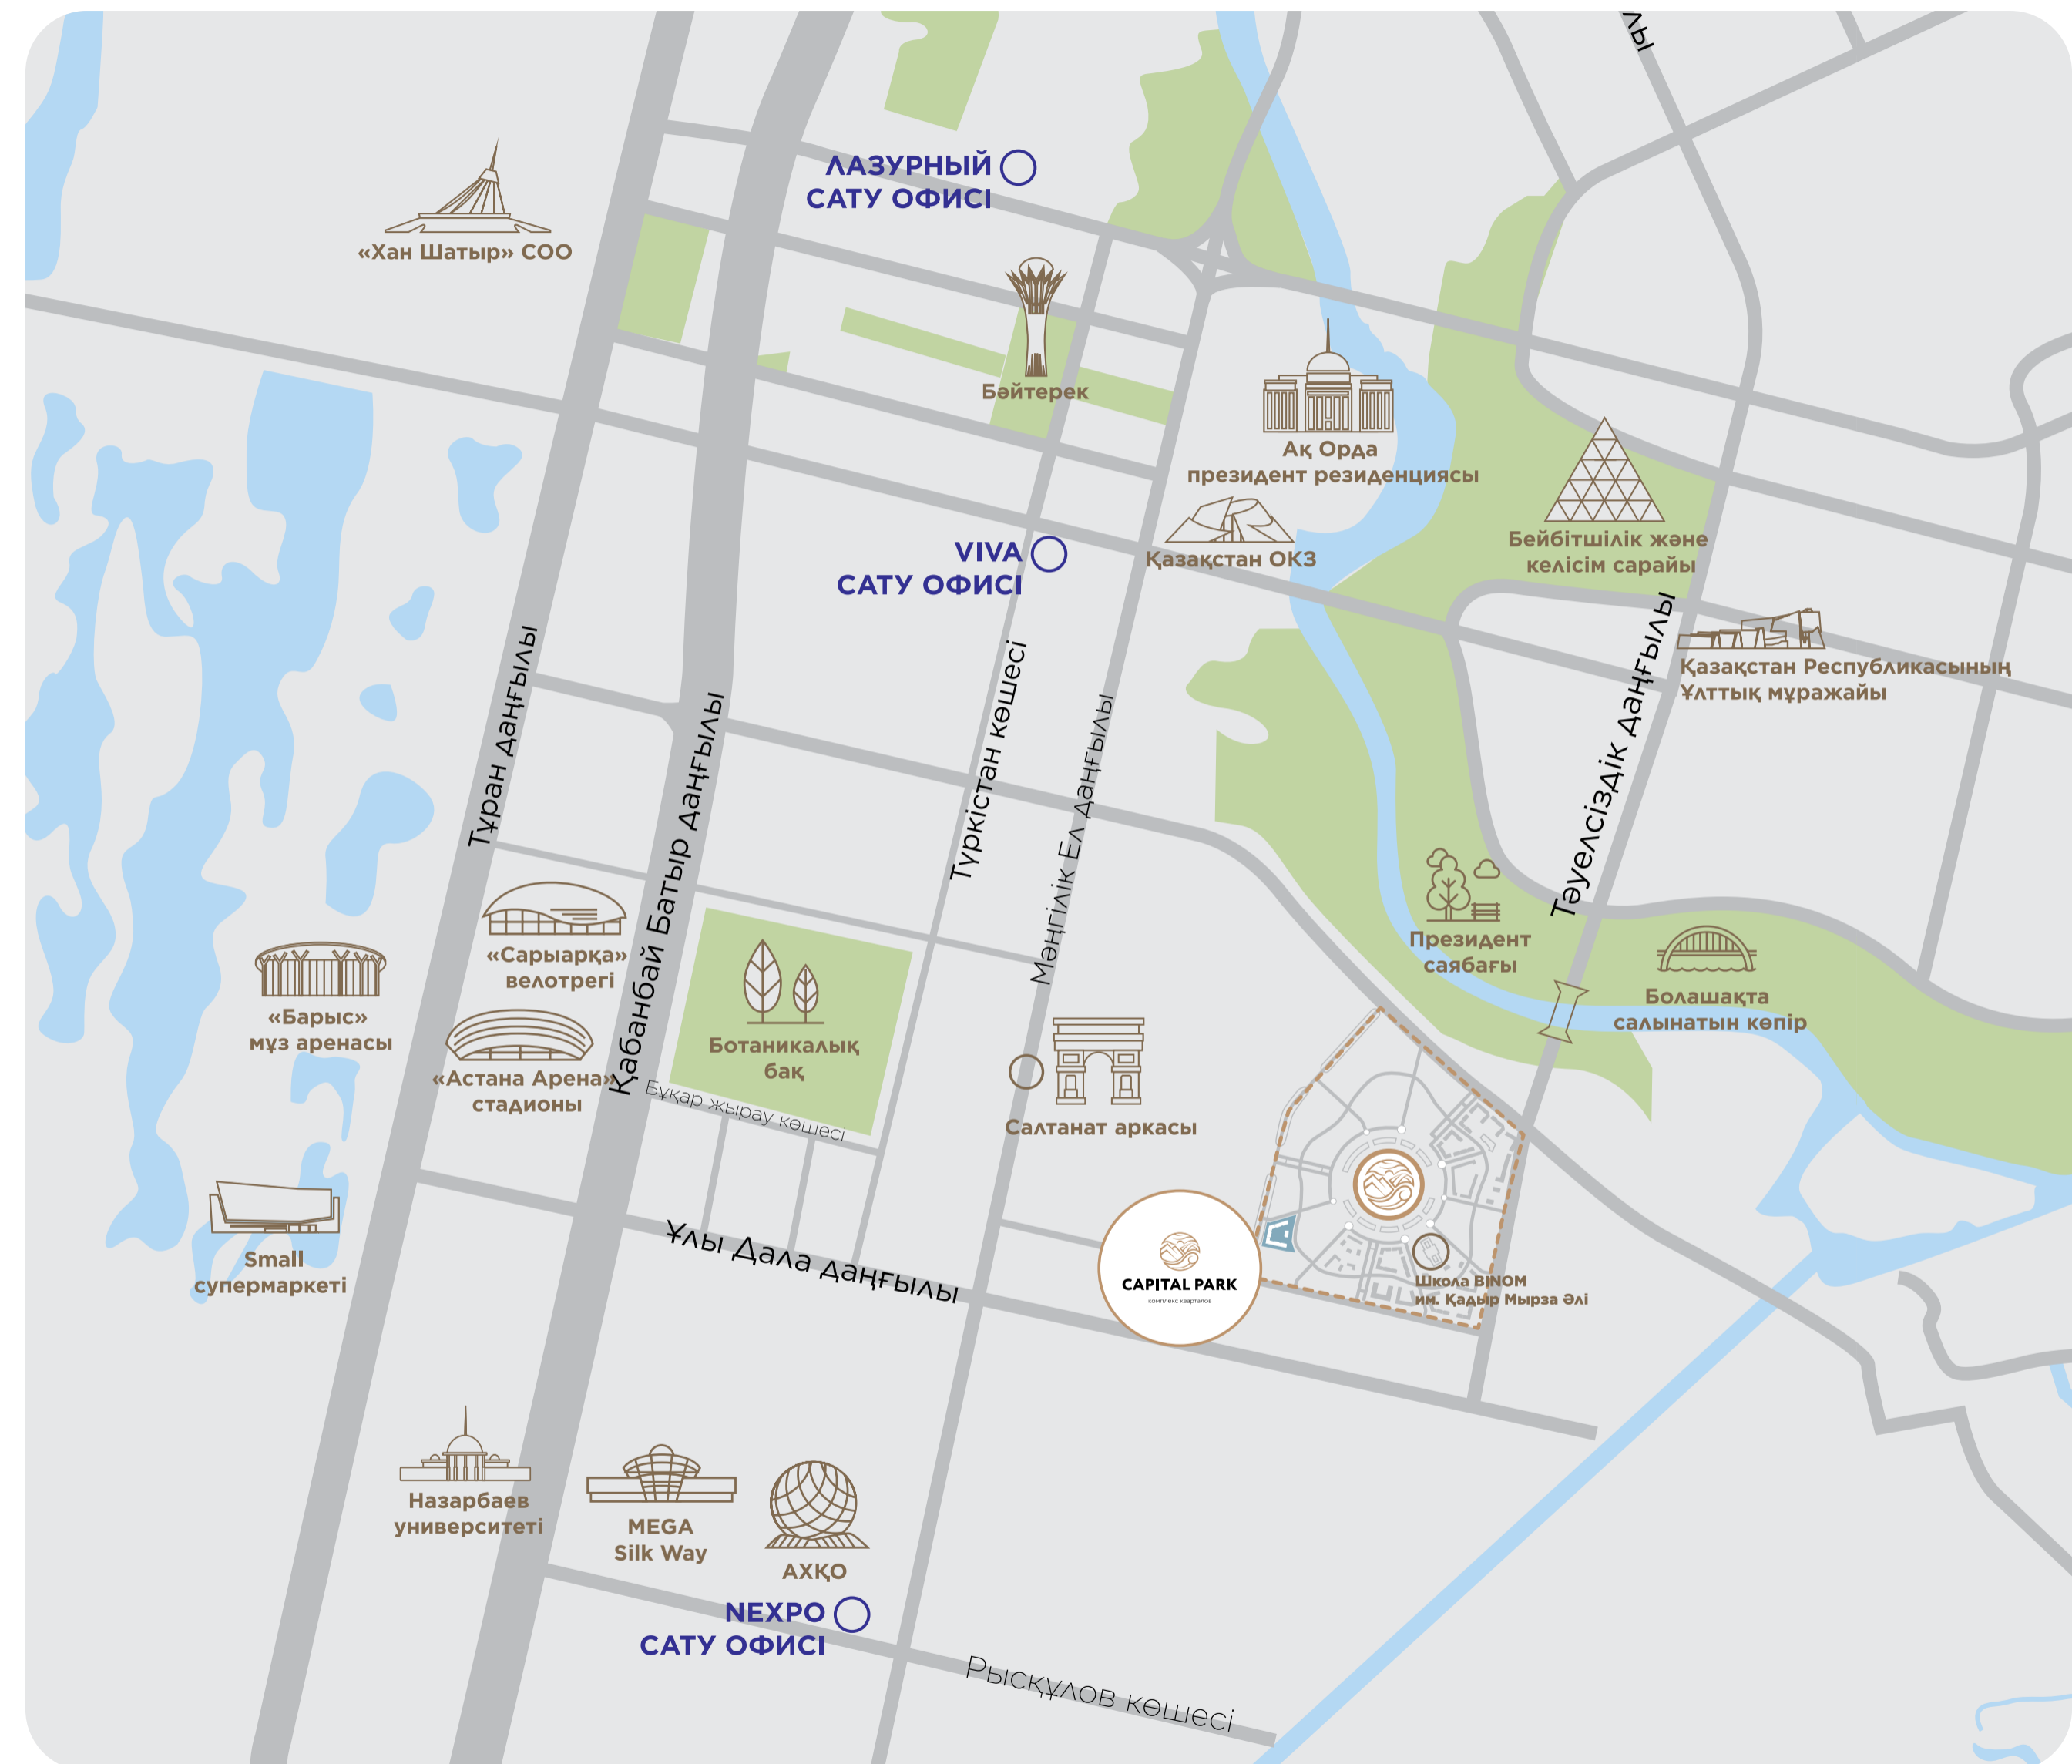 лы
ЛАЗУРНЫЙ
САТУ ОФИСІ
«Хан Шатыр» СОО
Бәйтерек
Ақ Орда
президент резиденциясы
Қазақстан ОКЗ
Бейбітшілік және
келісім сарайы
VIVA
САТУ ОФИСІ
Қазақстан Республикасының
Ұлттық мұражайы
Тұран даңғылы
Қабанбай Батыр даңғылы
Түркістан көшесі
Мәңгілік Ел даңғылы
Тәуелсіздік даңғылы
«Сарыарқа»
велотрегі
«Барыс»
мұз аренасы
«Астана Арена»
стадионы
Ботаникалық
бақ
Бұқар жырау көшесі
Президент
саябағы
Болашақта
салынатын көпір
Салтанат аркасы
Small
супермаркеті
Ұлы Дала даңғылы
CAPITAL PARK
комплекс кварталов
Школа BINOM
им. Қадыр Мырза Әлі
Назарбаев
университеті
MEGA
Silk Way
АХҚО
NEXPO
САТУ ОФИСІ
Рысқұлов көшесі